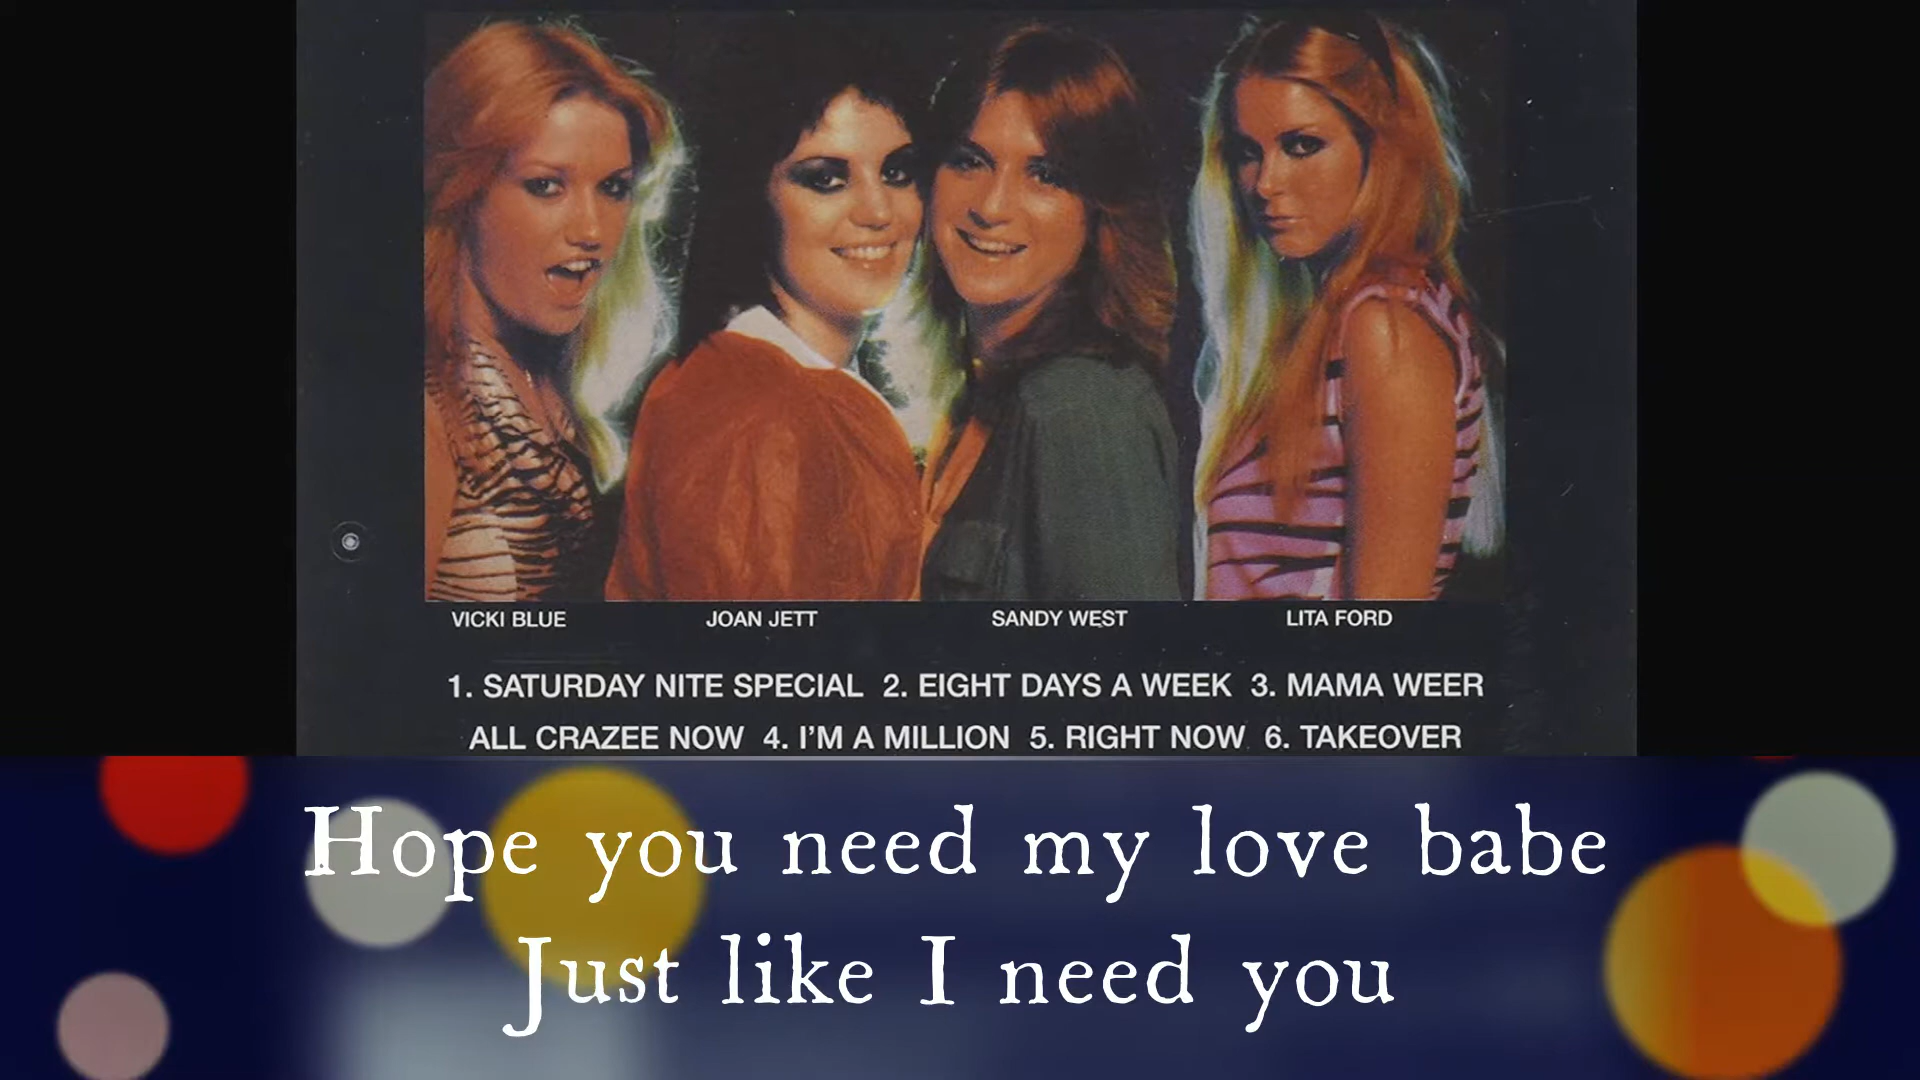 VICKI BLUE JOAN JETT SANDY WEST LITA FORD
1. SATURDAY NITE SPECIAL 2. EIGHT DAYS A WEEK 3. MAMA WEER
ALL CRAZEE NOW 4. I'M A MILLION 5. RIGHT NOW 6. TAKEOVER
Hope you need my love babe
Just like I need you